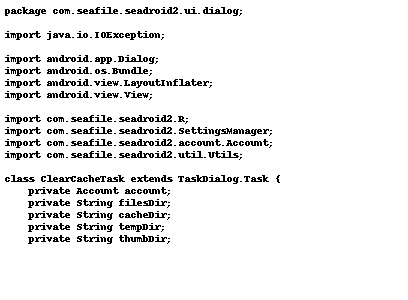 package com.seafile.seadroid2.ui.dialog;
import java.io.IOException;
import android.app.Dialog;
import android.os.Bundle;
import android.view.LayoutInflater;
import android.view.View;
import com.seafile.seadroid2.R;
import com.seafile.seadroid2.SettingsManager;
import com.seafile.seadroid2.account.Account;
import com.seafile.seadroid2.util.Utils;
class ClearCacheTask extends TaskDialog.Task {
    private Account account;
    private String filesDir;
    private String cacheDir;
    private String tempDir;
    private String thumbDir;